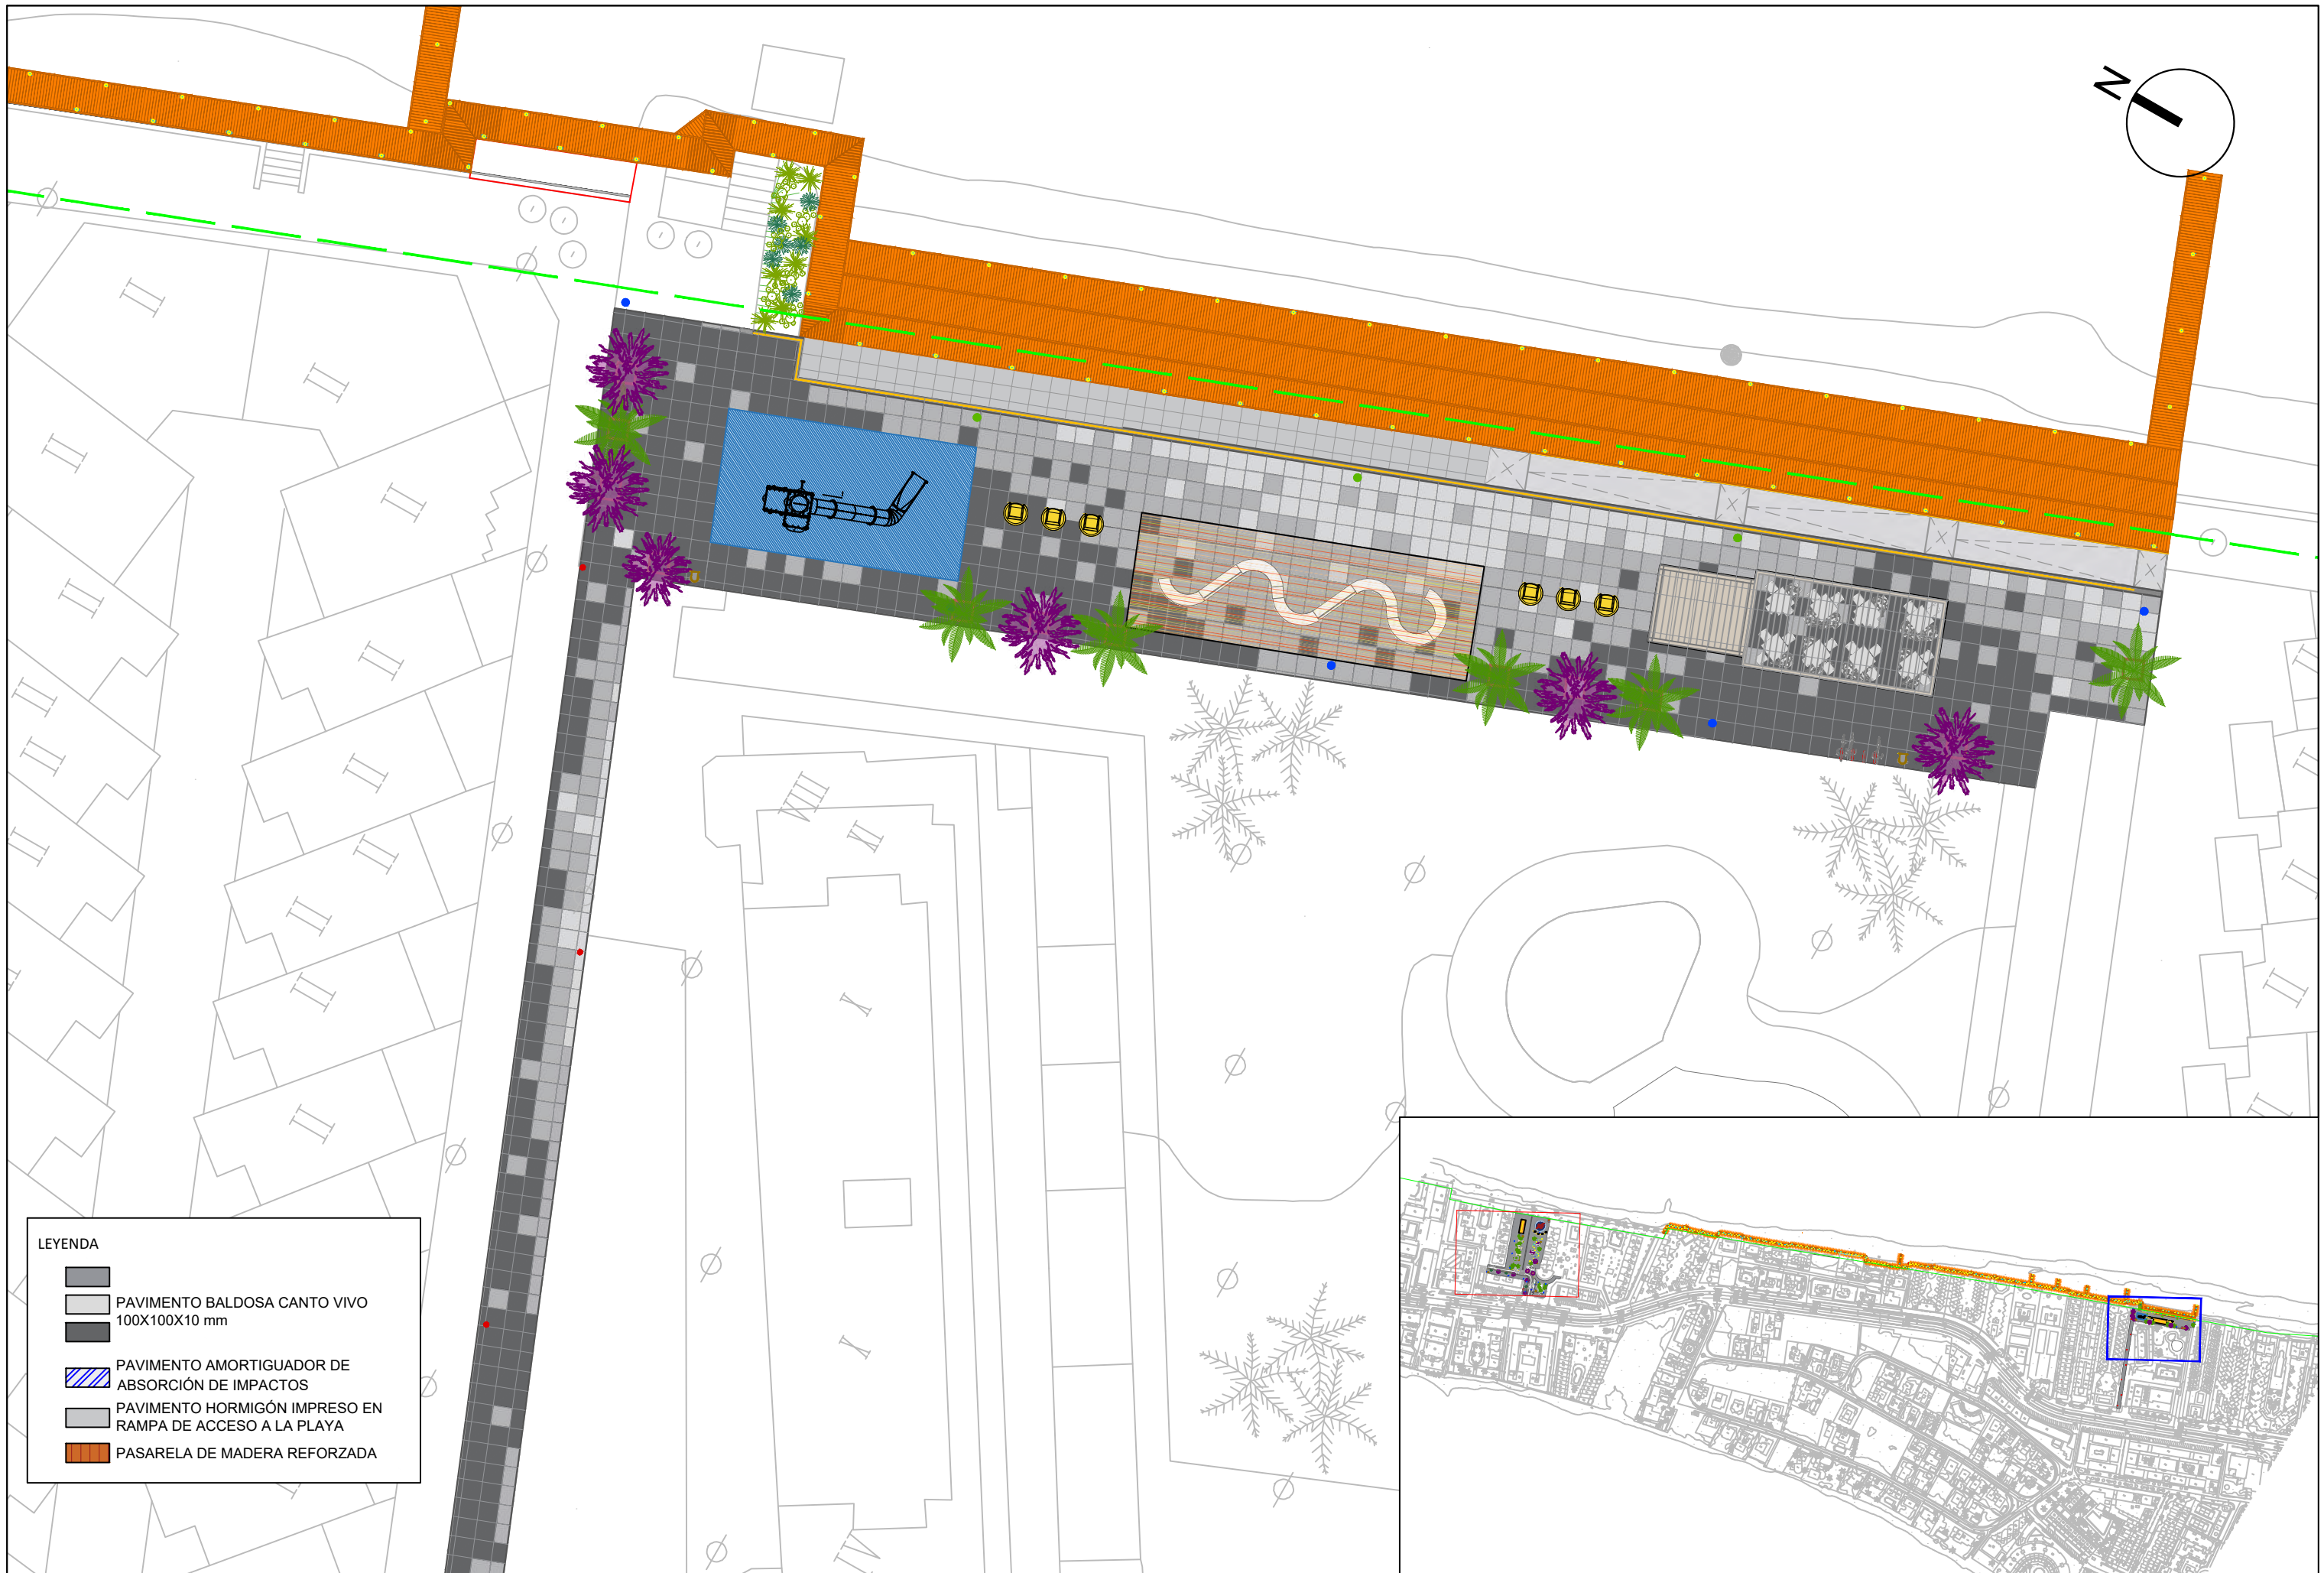 N
LEYENDA
PAVIMENTO BALDOSA CANTO VIVO
100X100X10 mm
PAVIMENTO AMORTIGUADOR DE
ABSORCIÓN DE IMPACTOS
PAVIMENTO HORMIGÓN IMPRESO EN
RAMPA DE ACCESO A LA PLAYA
PASARELA DE MADERA REFORZADA